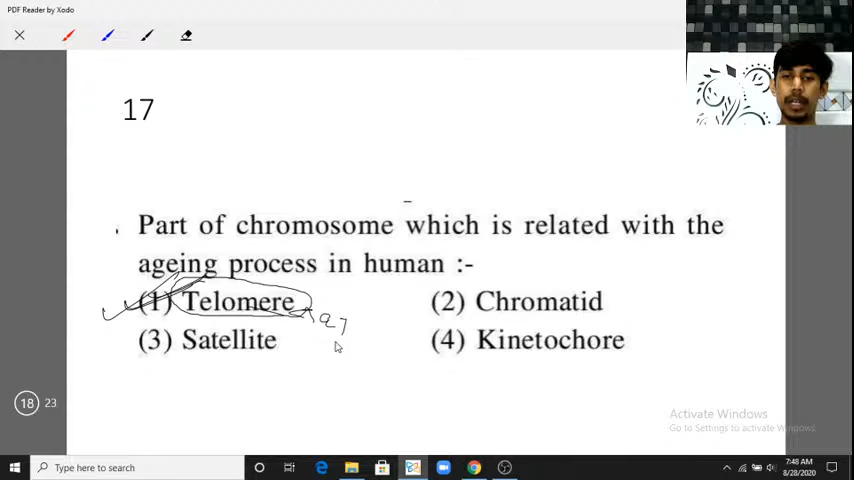 PDF Reader by Xodo
17
Part of chromosome which is related with the
ageing process in human :-
(1) Telomere (2) Chromatid
(3) Satellite (4) Kinetochore
18 23
Activate Windows
Go to Settings to activate Windows.
Type here to search
7:48 AM
8/28/2020